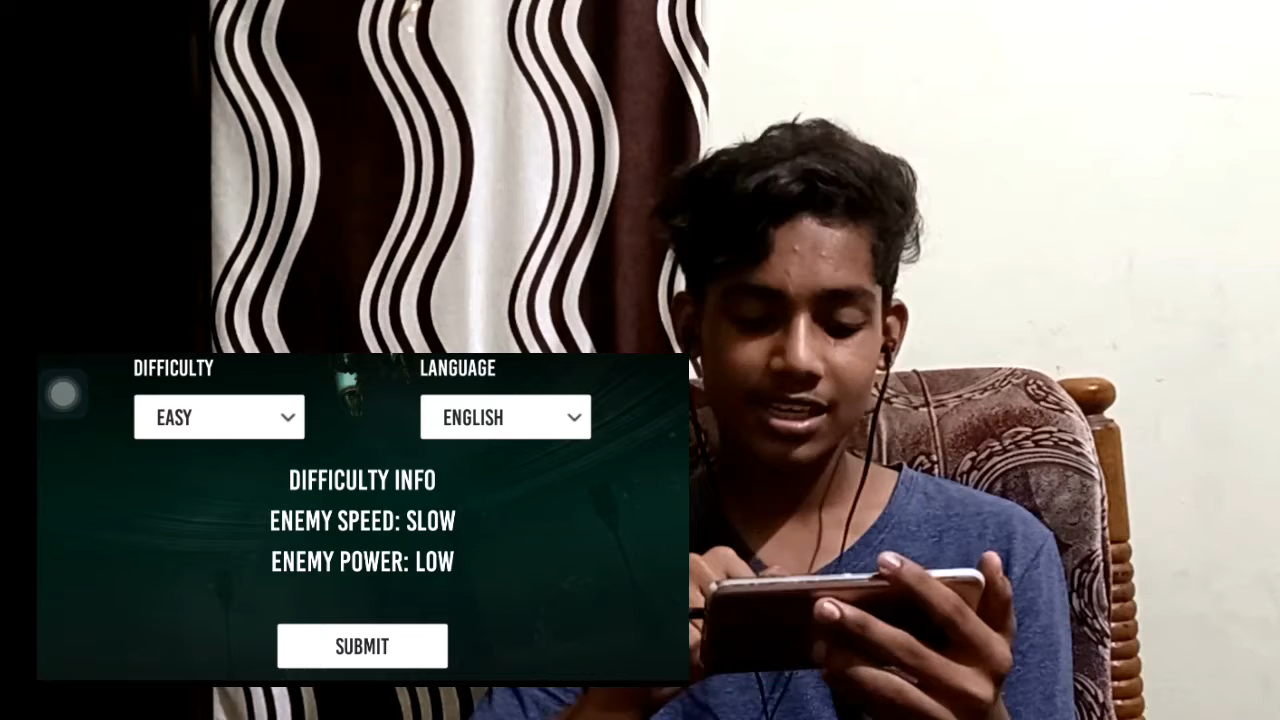 DIFFICULTY
LANGUAGE
EASY
ENGLISH
DIFFICULTY INFO
ENEMY SPEED: SLOW
ENEMY POWER: LOW
SUBMIT